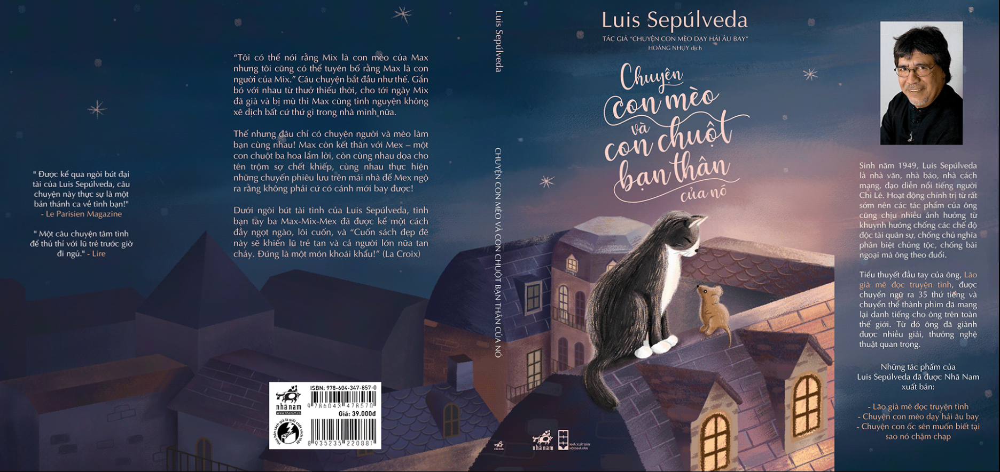 " Được kể qua ngòi bút đại
tài của Luis Sepúlveda, câu
chuyện này thực sự là một
bản thánh ca về tình bạn!"
- Le Parisien Magazine
" Một câu chuyện tâm tình
để thủ thỉ với lũ trẻ trước giờ
đi ngủ." - Lire
“Tôi có thể nói rằng Mix là con mèo của Max
nhưng tôi cũng có thể tuyên bố rằng Max là con
người của Mix.” Câu chuyện bắt đầu như thế. Gắn
bó với nhau từ thuở thiếu thời, cho tới ngày Mix
đã già và bị mù thì Max cũng tình nguyện không
xê dịch bất cứ thứ gì trong nhà mình nữa.
Thế nhưng đâu chỉ có chuyện người và mèo làm
bạn cùng nhau! Max còn kết thân với Mex – một
con chuột ba hoa lắm lời, còn cùng nhau dọa cho
tên trộm sợ chết khiếp, cùng nhau thực hiện
những chuyến phiêu lưu trên mái nhà để Mex ngộ
ra rằng không phải cứ có cánh mới bay được!
Dưới ngòi bút tài tình của Luis Sepúlveda, tình
bạn tay ba Max-Mix-Mex đã được kể một cách
đầy ngọt ngào, lôi cuốn, và “Cuốn sách đẹp đẽ
này sẽ khiến lũ trẻ tan và cả người lớn nữa tan
chảy. Đúng là một món khoái khẩu!” (La Croix)
nhã nam
www.nhanam.vn
Mua bán sách giả là giết chết sách thật
ISBN: 978-604-347-857-0
9 786043 478570
Giá: 39.000đ
8 935235 220881
Luis Sepúlveda
CHUYỆN CON MÈO VÀ CON CHUỘT BẠN THÂN CỦA NÓ
nhã nam
Luis Sepúlveda
TÁC GIẢ “CHUYỆN CON MÈO DẠY HẢI ÂU BAY”
HOÀNG NHỤY dịch
Chuyện
con mèo
và
con chuột
bạn thân
của nó
nhã nam
NHÀ XUẤT BẢN
HỘI NHÀ VĂN
Sinh năm 1949, Luis Sepúlveda
là nhà văn, nhà báo, nhà cách
mạng, đạo diễn nổi tiếng người
Chi Lê. Hoạt động chính trị từ rất
sớm nên các tác phẩm của ông
cũng chịu nhiều ảnh hưởng từ
khuynh hướng chống các chế độ
độc tài quân sự, chống chủ nghĩa
phân biệt chủng tộc, chống bài
ngoại mà ông theo đuổi.
Tiểu thuyết đầu tay của ông, Lão
già mê đọc truyện tình, được
chuyển ngữ ra 35 thứ tiếng và
chuyển thể thành phim đã mang
lại danh tiếng cho ông trên toàn
thế giới. Từ đó ông đã giành
được nhiều giải, thưởng nghệ
thuật quan trọng.
Những tác phẩm của
Luis Sepúlveda đã được Nhã Nam
xuất bản:
- Lão già mê đọc truyện tình
- Chuyện con mèo dạy hải âu bay
- Chuyện con ốc sên muốn biết tại
sao nó chậm chạp